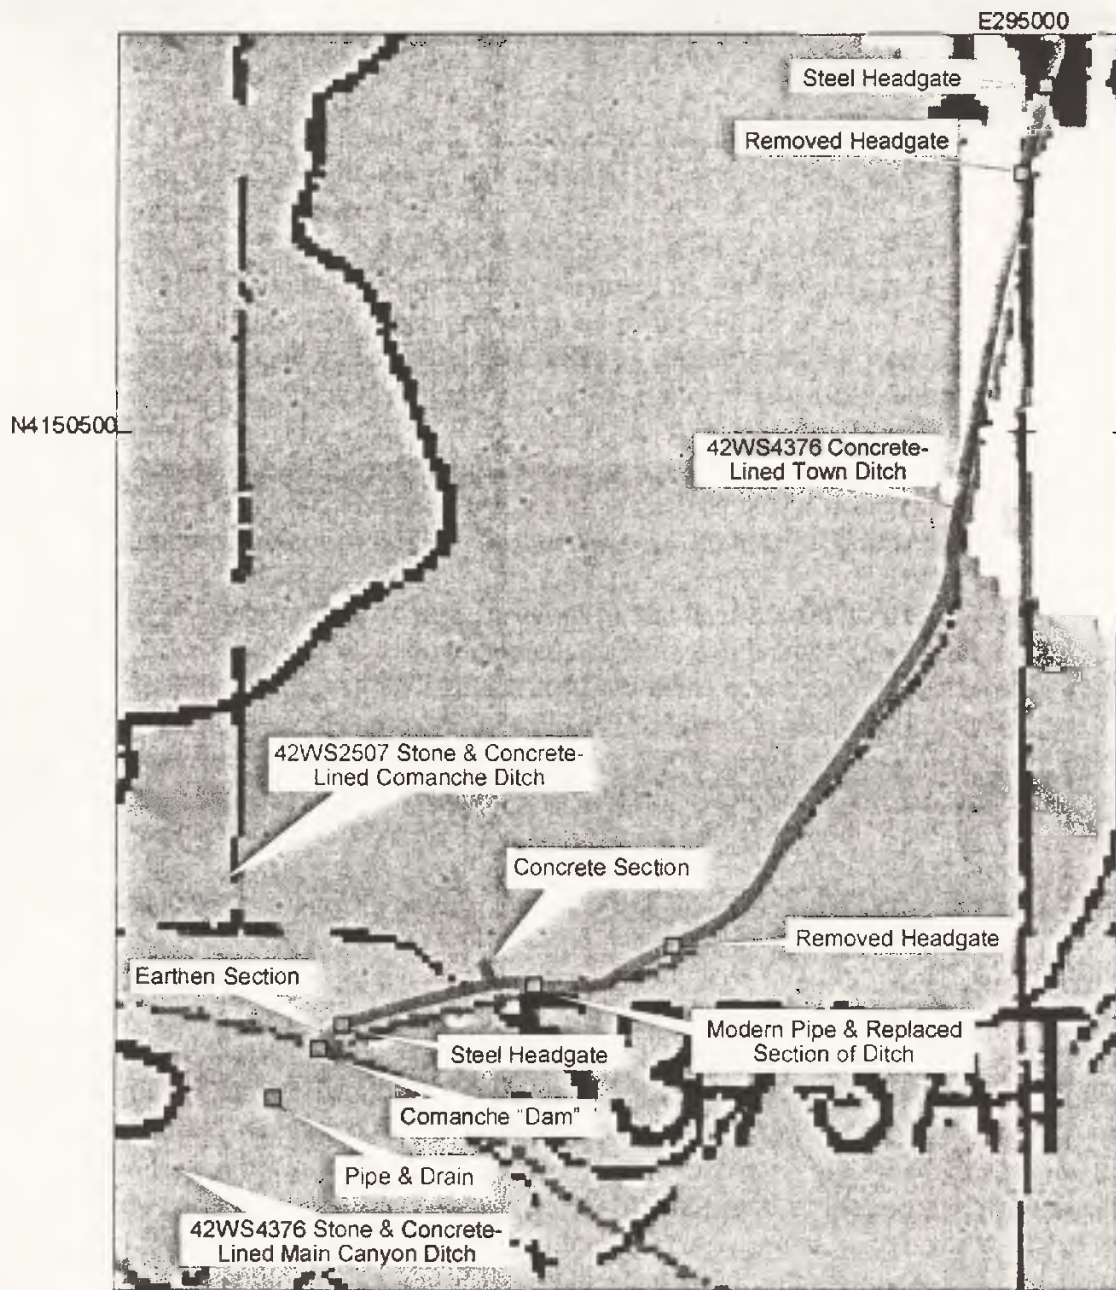 E295000
Steel Headgate
Removed Headgate
N4150500
42WS4376 Concrete-
Lined Town Ditch
42WS2507 Stone & Concrete-
Lined Comanche Ditch
Concrete Section
Removed Headgate
Earthen Section
Modern Pipe & Replaced
Section of Ditch
Steel Headgate
Comanche "Dam"
Pipe & Drain
42WS4376 Stone & Concrete-
Lined Main Canyon Ditch